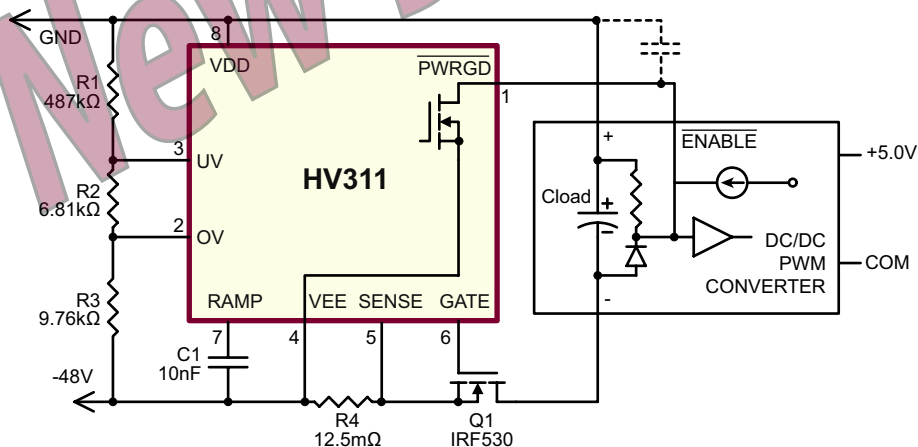 New
GND
8
VDD
PWRGD
1
R1
487kΩ
+
ENABLE
3
UV
+5.0V
HV311
R2
6.81kΩ
Cload
+
2
OV
-
DC/DC
PWM
CONVERTER
COM
R3
9.76kΩ
RAMP
VEE
SENSE
GATE
-
7
4
5
6
C1
10nF
-48V
R4
12.5mΩ
Q1
IRF530